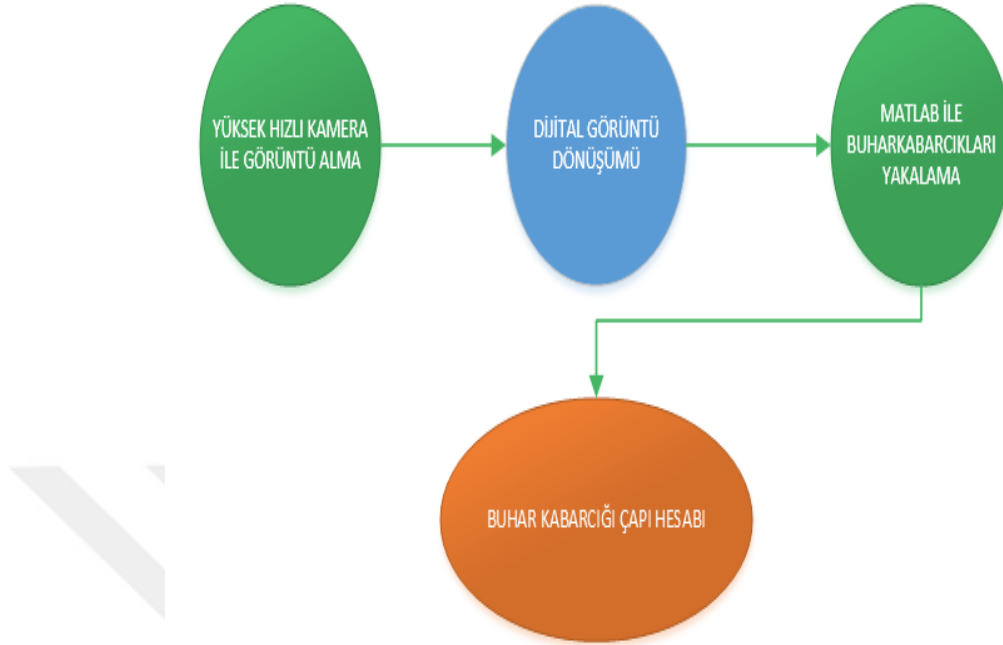 YÜKSEK HIZLI KAMERA
İLE GÖRÜNTÜ ALMA
DİJİTAL GÖRÜNTÜ
DÖNÜŞÜMÜ
MATLAB İLE
BUHARKABARCIKLARI
YAKALAMA
BUHAR KABARCIĞI ÇAPI HESABI